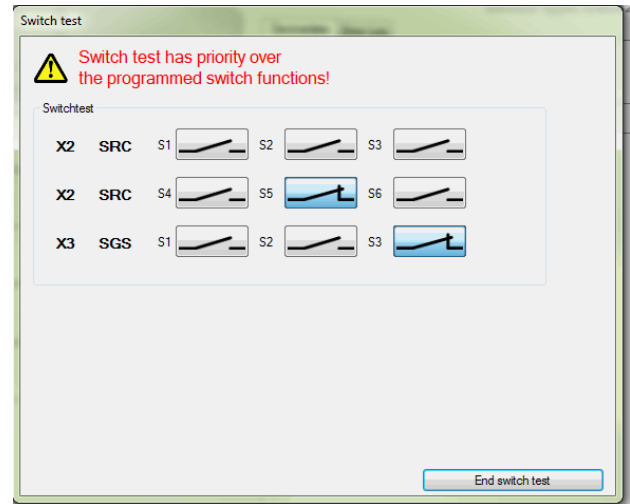 Switch test
Switch test has priority over
the programmed switch functions!
Switchtest
X2 SRC S1 S2 S3
X2 SRC S4 S5 S6
X3 SGS S1 S2 S3
End switch test